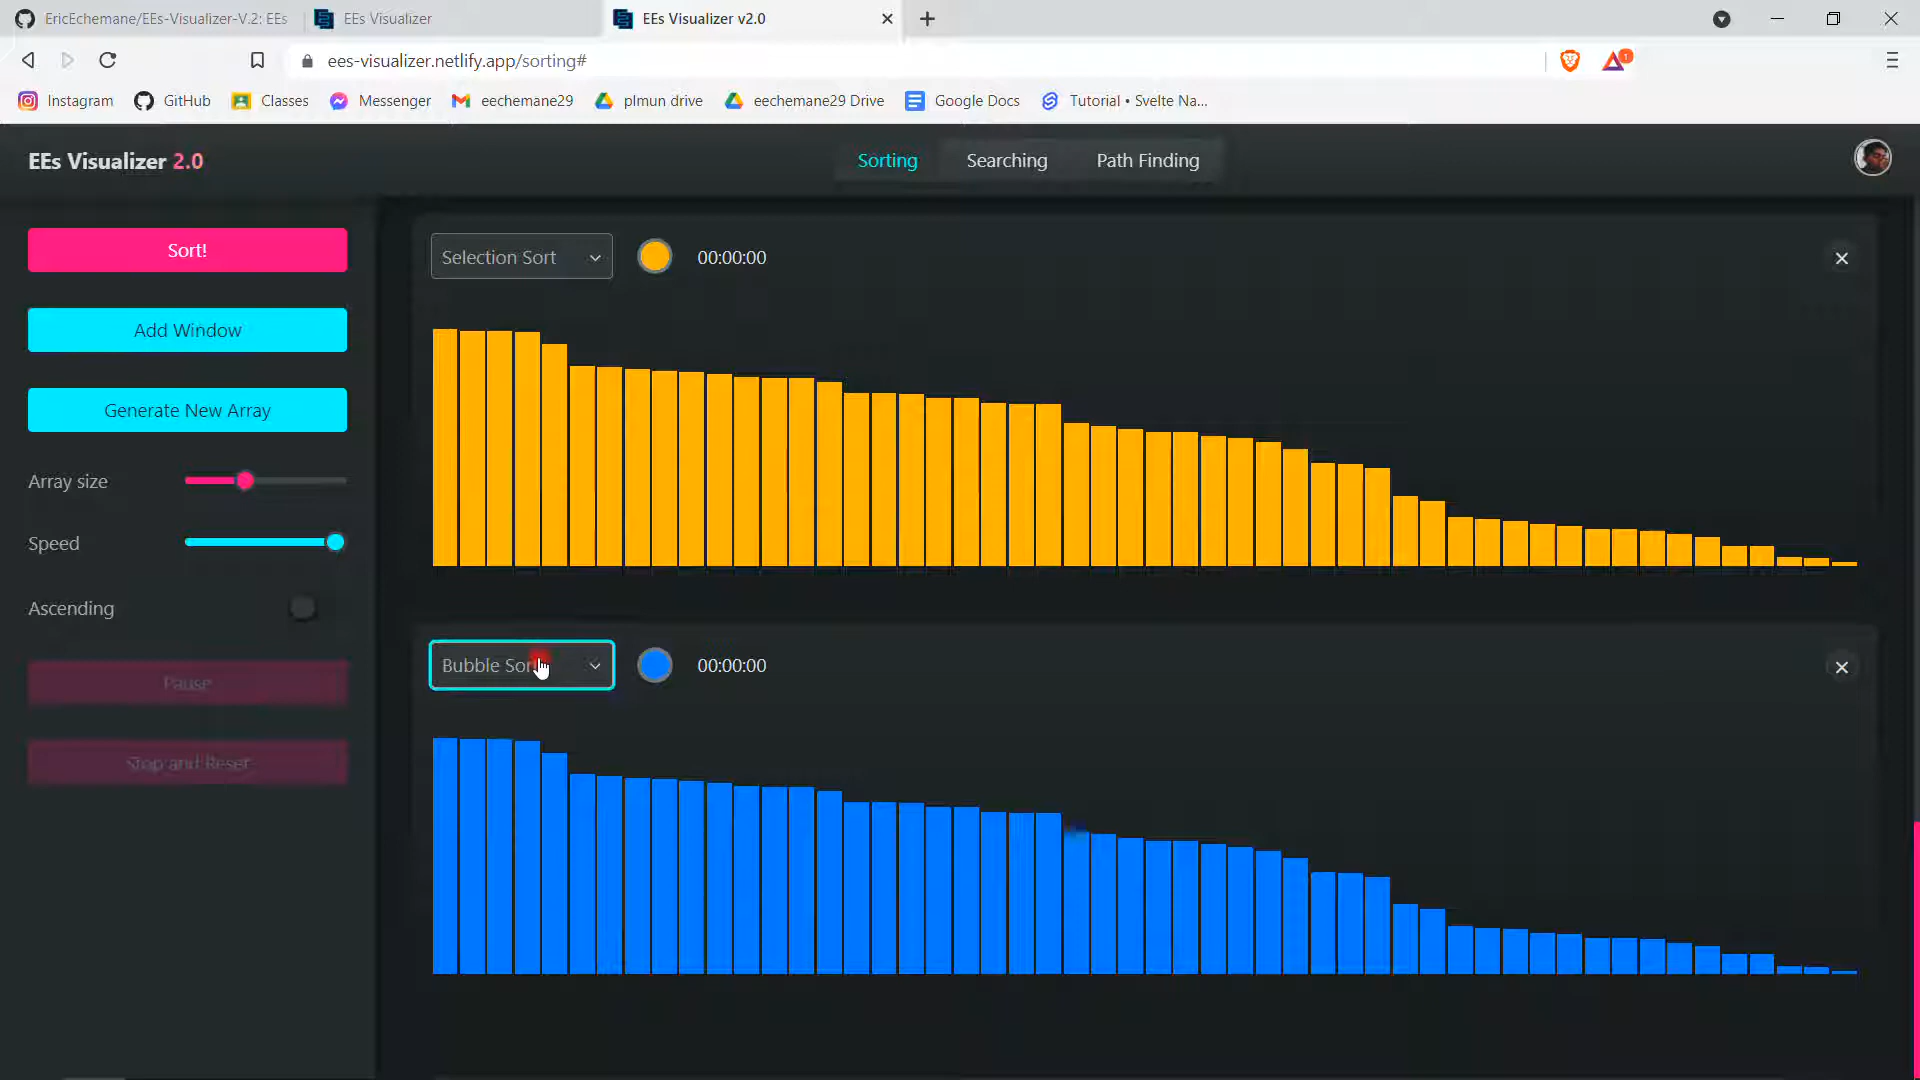 EricEchemane/EEs-Visualizer-V.2: EEs
EEs Visualizer
EEs Visualizer v2.0
ees-visualizer.netlify.app/sorting#
1
Instagram
GitHub
Classes
Messenger
eechemane29
plmun drive
eechemane29 Drive
Google Docs
Tutorial • Svelte Na...
EEs Visualizer 2.0
Sorting
Searching
Path Finding
Sort!
Add Window
Generate New Array
Array size
Speed
Ascending
Pause
Stop and Reset
Selection Sort
00:00:00
Bubble Sort
00:00:00